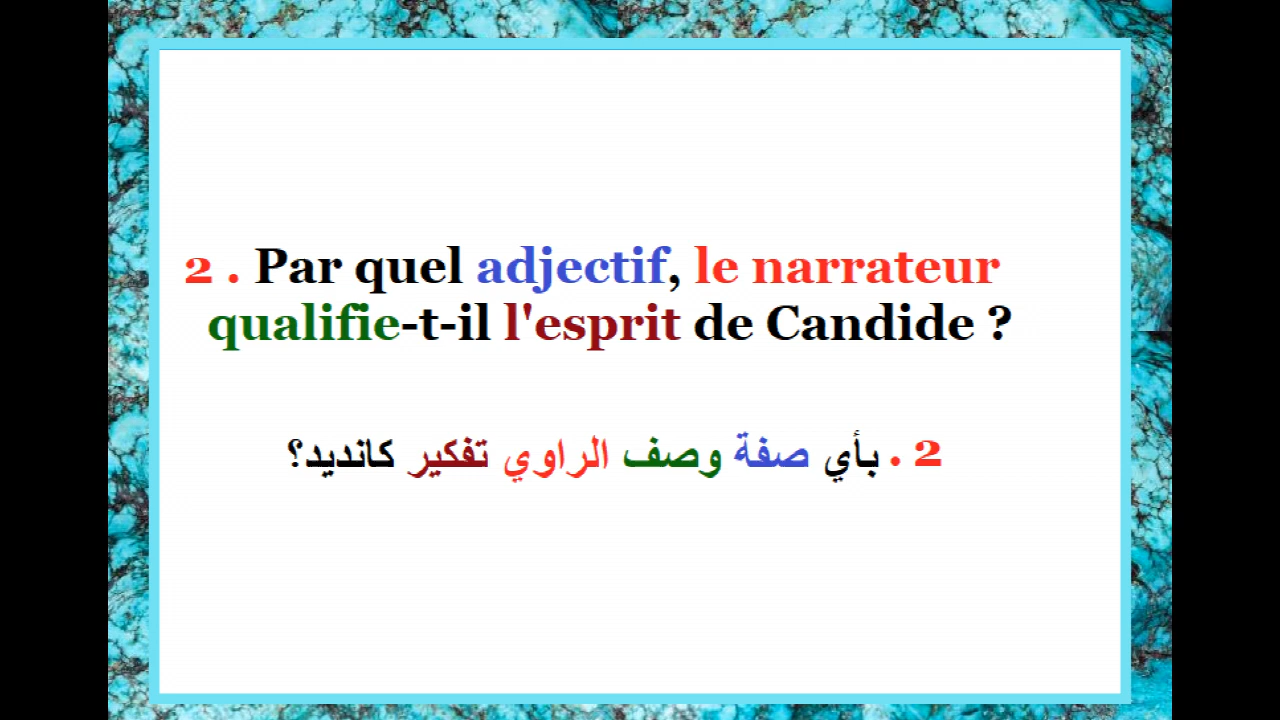 2 . Par quel adjectif, le narrateur
qualifie-t-il l'esprit de Candide ?
2 . بأي صفة وصف الراوي تفكير كانديد؟